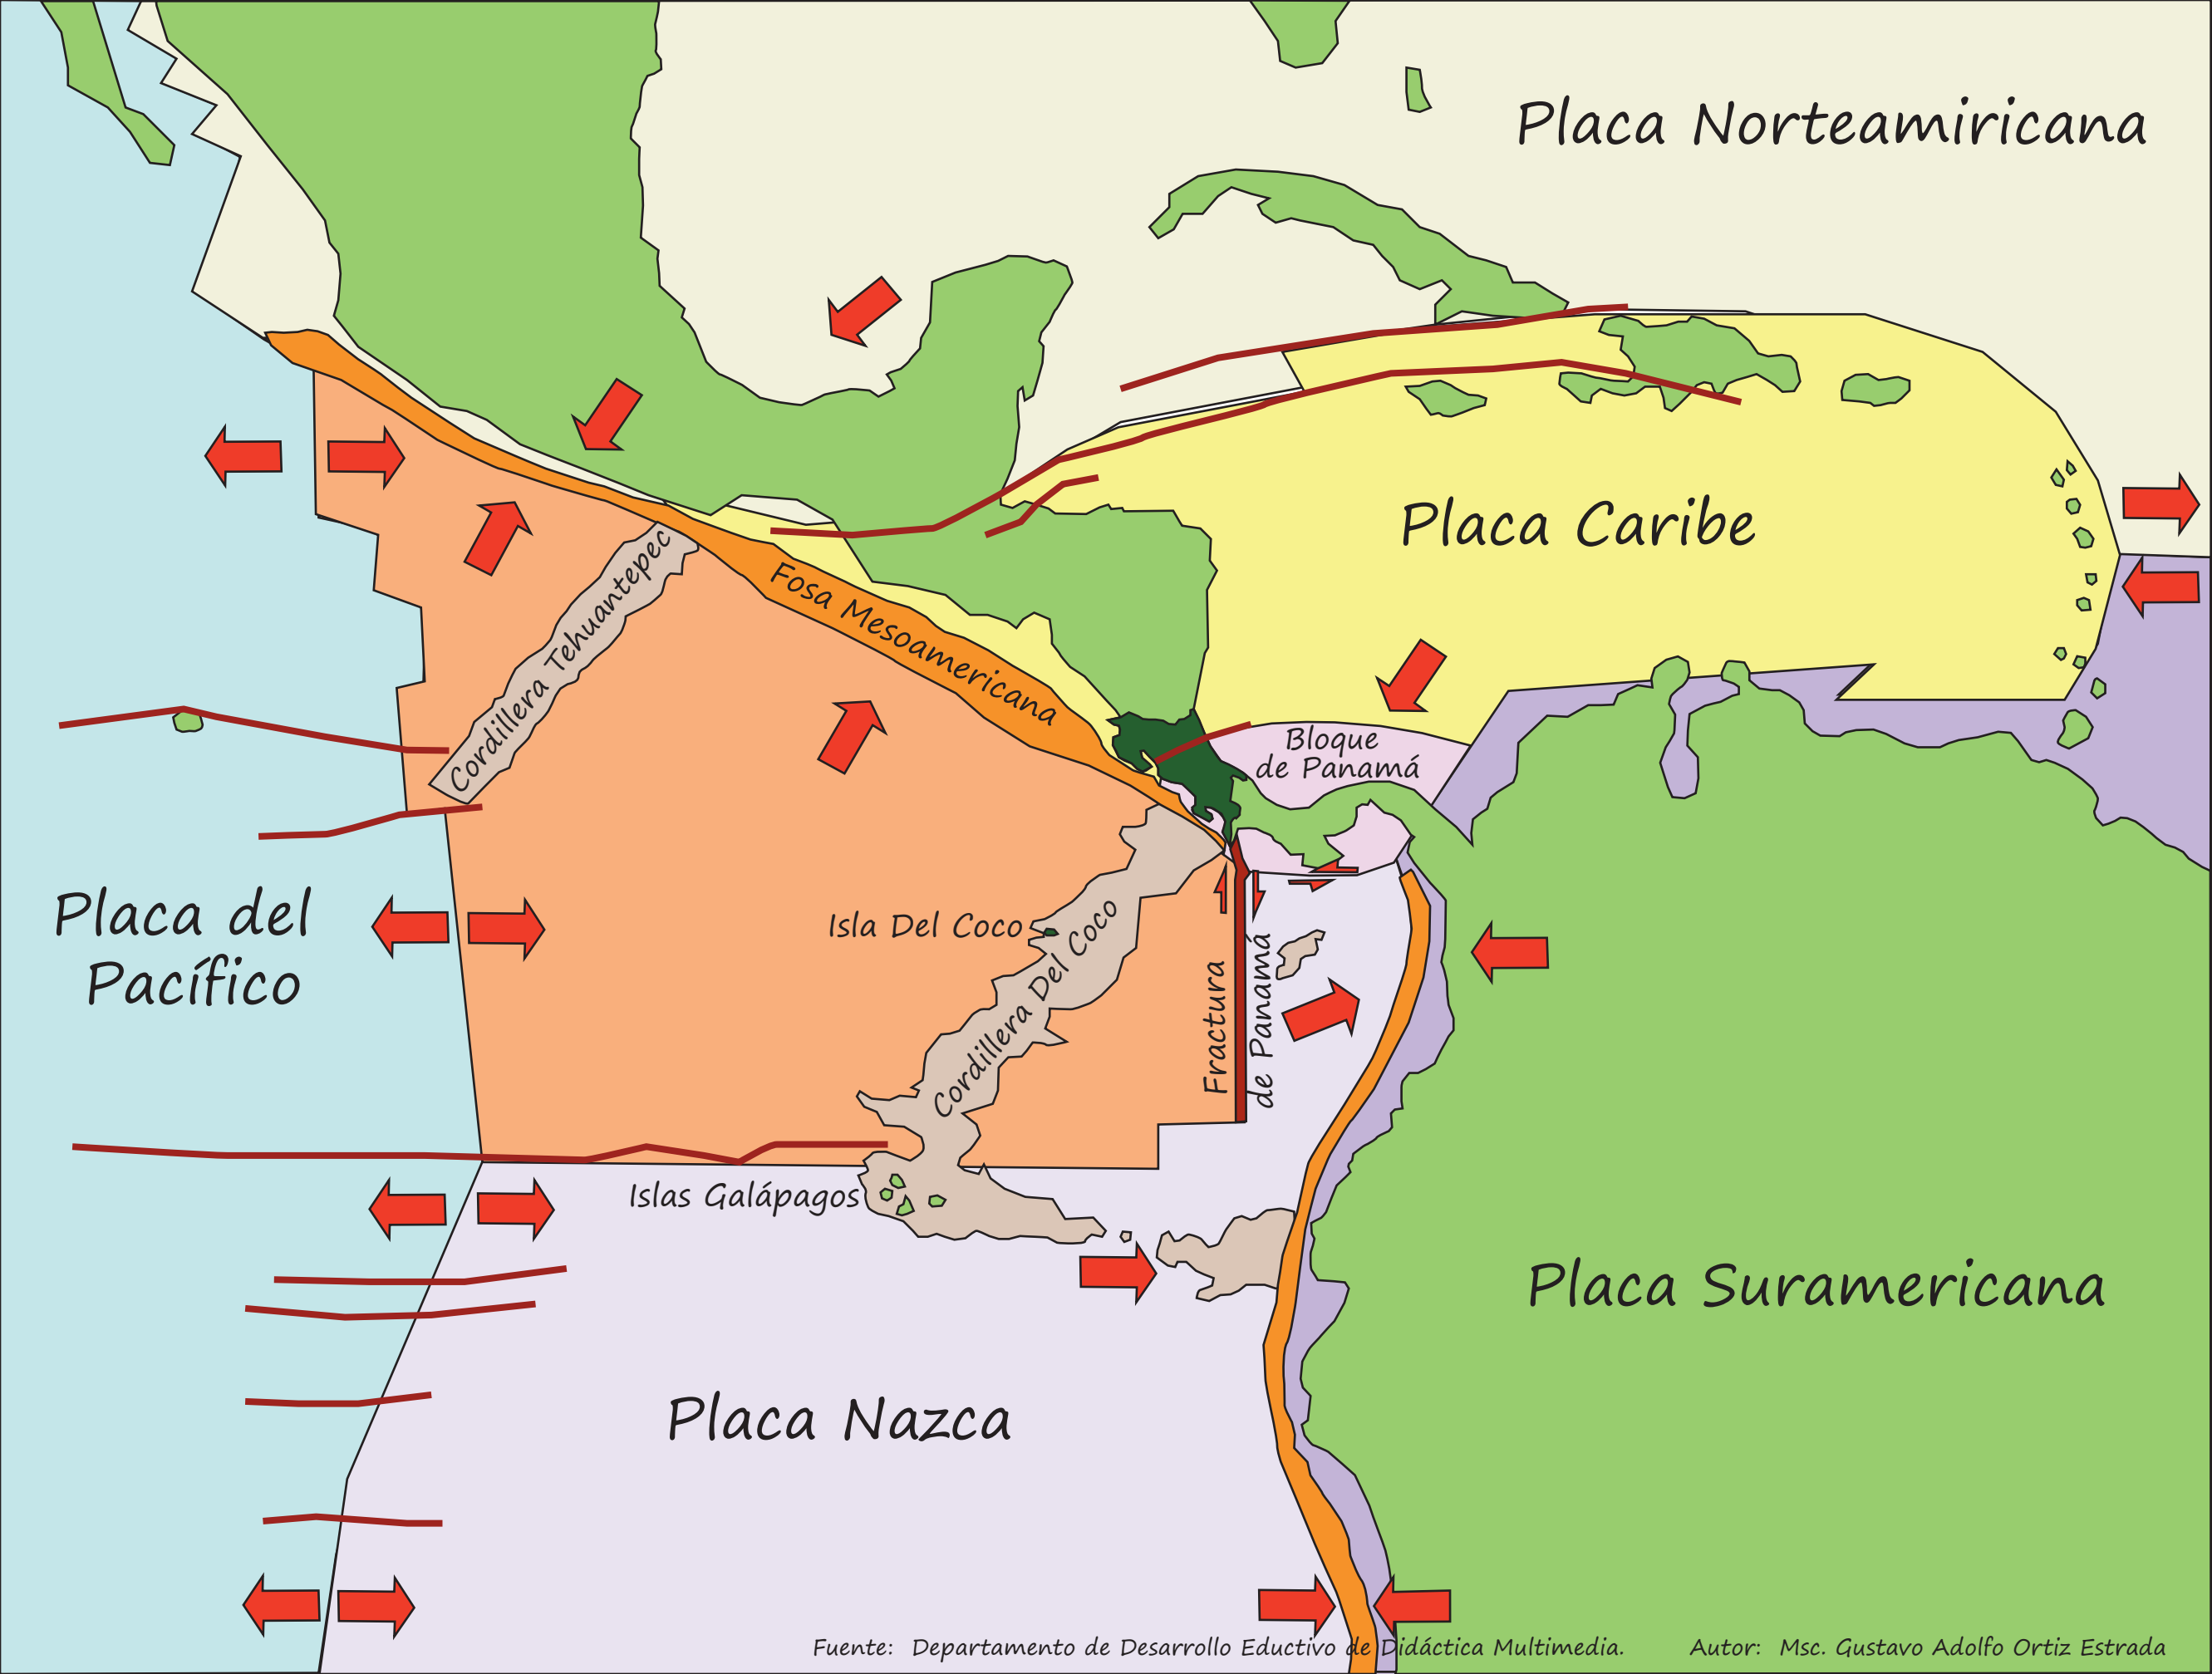 Placa Norteamiricana
Placa Caribe
Fosa Mesoamericana
Cordillera Tehuantepec
Bloque
de Panamá
Placa del
Pacífico
Isla Del Coco
Cordillera Del Coco
Fractura
de Panamá
Islas Galápagos
Placa Suramericana
Placa Nazca
Fuente: Departamento de Desarrollo Eductivo de Didáctica Multimedia. Autor: Msc. Gustavo Adolfo Ortiz Estrada